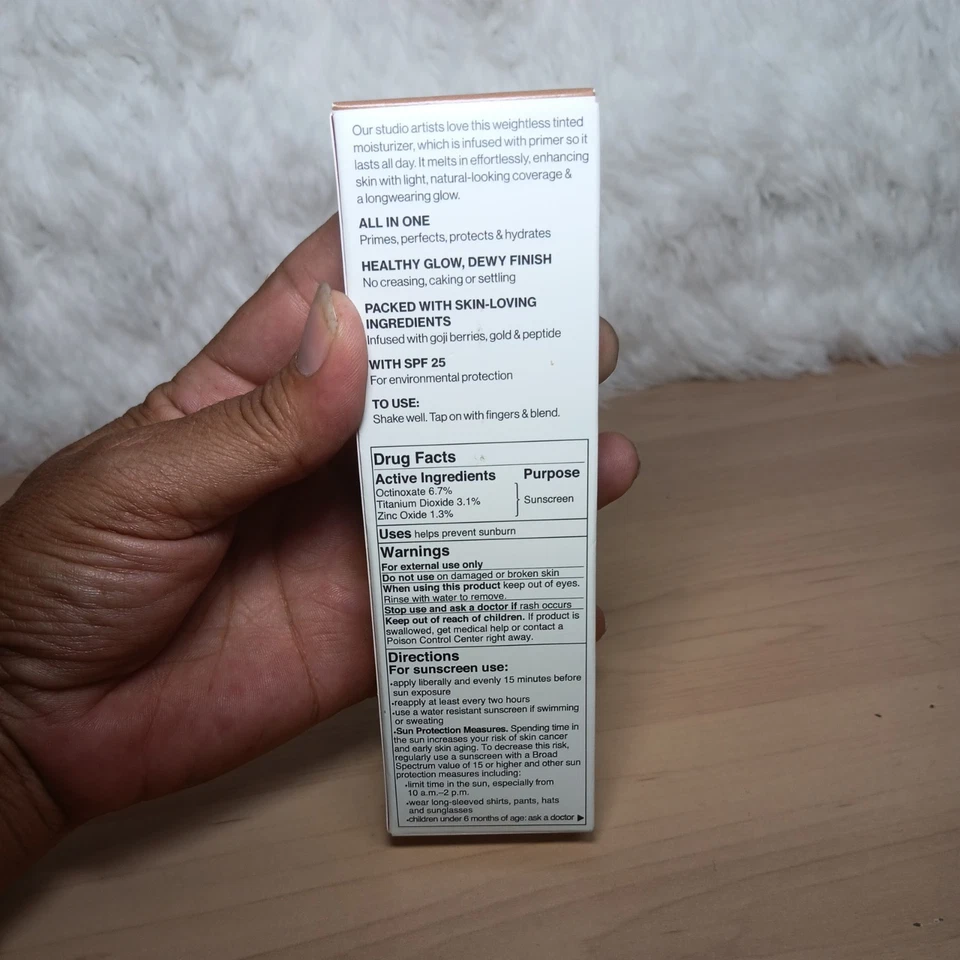 Our studio artists love this weightless tinted
moisturizer, which is infused with primer so it
lasts all day. It melts in effortlessly, enhancing
skin with light, natural-looking coverage &
a longwearing glow.
ALL IN ONE
Primes, perfects, protects & hydrates
HEALTHY GLOW, DEWY FINISH
No creasing, caking or settling
PACKED WITH SKIN-LOVING
INGREDIENTS
Infused with goji berries, gold & peptide
WITH SPF 25
For environmental protection
TO USE:
Shake well. Tap on with fingers & blend.
Drug Facts
Active Ingredients Purpose
Octinoxate 6.7%
Titanium Dioxide 3.1% Sunscreen
Zinc Oxide 1.3%
Uses helps prevent sunburn
Warnings
For external use only
Do not use on damaged or broken skin
When using this product keep out of eyes.
Rinse with water to remove.
Stop use and ask a doctor if rash occurs
Keep out of reach of children. If product is
swallowed, get medical help or contact a
Poison Control Center right away.
Directions
For sunscreen use:
•apply liberally and evenly 15 minutes before
sun exposure
•reapply at least every two hours
•use a water resistant sunscreen if swimming
or sweating
•Sun Protection Measures. Spending time in
the sun increases your risk of skin cancer
and early skin aging. To decrease this risk,
regularly use a sunscreen with a Broad
Spectrum value of 15 or higher and other sun
protection measures including:
•limit time in the sun, especially from
10 a.m.–2 p.m.
•wear long-sleeved shirts, pants, hats
and sunglasses
•children under 6 months of age: ask a doctor ▶